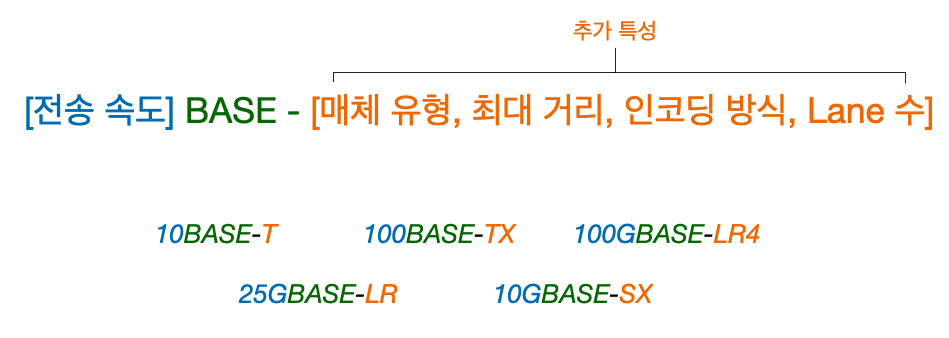 추가 특성
[전송 속도] BASE - [매체 유형, 최대 거리, 인코딩 방식, Lane 수]
10BASE-T 100BASE-TX 100GBASE-LR4
25GBASE-LR 10GBASE-SX